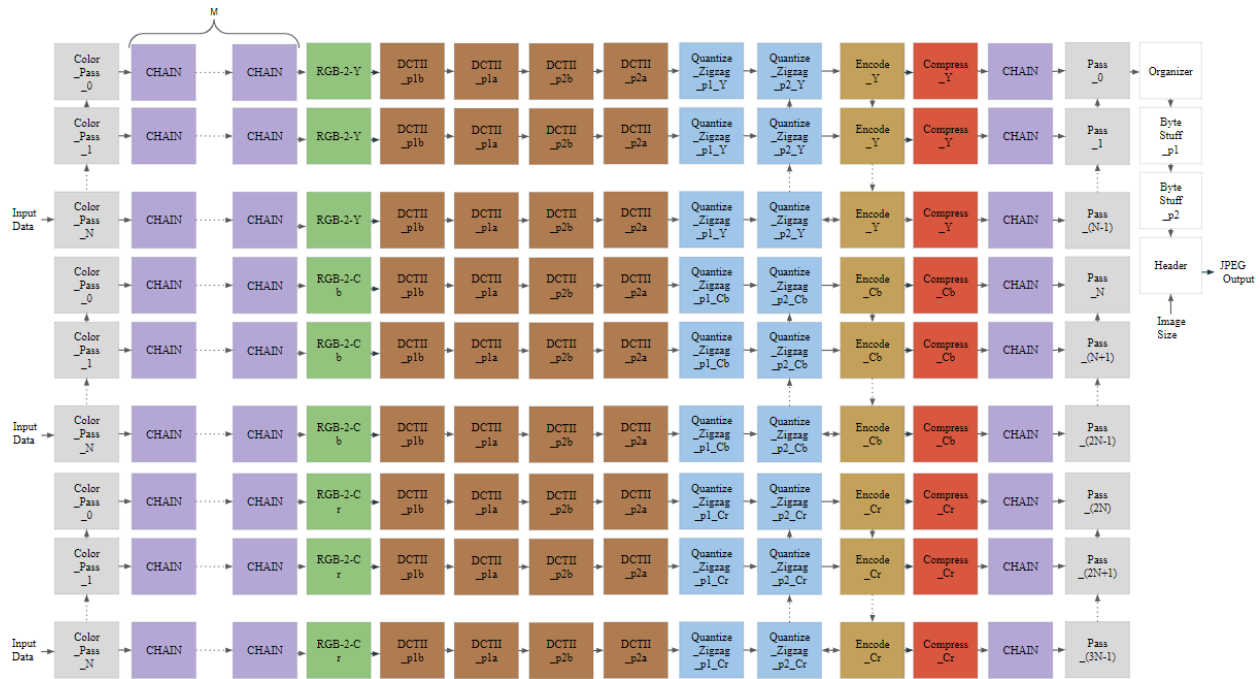 M
Color
_Pass
_0
CHAIN
CHAIN
RGB-2-Y
DCTII
_p1b
DCTII
_p1a
DCTII
_p2b
DCTII
_p2a
Quantize
_Zigzag
_p1_Y
Quantize
_Zigzag
_p2_Y
Encode
_Y
Compress
_Y
CHAIN
Pass
_0
Organizer
Color
_Pass
_1
CHAIN
CHAIN
RGB-2-Y
DCTII
_p1b
DCTII
_p1a
DCTII
_p2b
DCTII
_p2a
Quantize
_Zigzag
_p1_Y
Quantize
_Zigzag
_p2_Y
Encode
_Y
Compress
_Y
CHAIN
Pass
_1
Byte
Stuff
_p1
Input
Data
Color
_Pass
_N
CHAIN
CHAIN
RGB-2-Y
DCTII
_p1b
DCTII
_p1a
DCTII
_p2b
DCTII
_p2a
Quantize
_Zigzag
_p1_Y
Quantize
_Zigzag
_p2_Y
Encode
_Y
Compress
_Y
CHAIN
Pass
_(N-1)
Byte
Stuff
_p2
Color
_Pass
_0
CHAIN
CHAIN
RGB-2-C
b
DCTII
_p1b
DCTII
_p1a
DCTII
_p2b
DCTII
_p2a
Quantize
_Zigzag
_p1_Cb
Quantize
_Zigzag
_p2_Cb
Encode
_Cb
Compress
_Cb
CHAIN
Pass
_N
Header
JPEG
Output
Color
_Pass
_1
CHAIN
CHAIN
RGB-2-C
b
DCTII
_p1b
DCTII
_p1a
DCTII
_p2b
DCTII
_p2a
Quantize
_Zigzag
_p1_Cb
Quantize
_Zigzag
_p2_Cb
Encode
_Cb
Compress
_Cb
CHAIN
Pass
_(N+1)
Image
Size
Input
Data
Color
_Pass
_N
CHAIN
CHAIN
RGB-2-C
b
DCTII
_p1b
DCTII
_p1a
DCTII
_p2b
DCTII
_p2a
Quantize
_Zigzag
_p1_Cb
Quantize
_Zigzag
_p2_Cb
Encode
_Cb
Compress
_Cb
CHAIN
Pass
_(2N-1)
Color
_Pass
_0
CHAIN
CHAIN
RGB-2-C
r
DCTII
_p1b
DCTII
_p1a
DCTII
_p2b
DCTII
_p2a
Quantize
_Zigzag
_p1_Cr
Quantize
_Zigzag
_p2_Cr
Encode
_Cr
Compress
_Cr
CHAIN
Pass
_(2N)
Color
_Pass
_1
CHAIN
CHAIN
RGB-2-C
r
DCTII
_p1b
DCTII
_p1a
DCTII
_p2b
DCTII
_p2a
Quantize
_Zigzag
_p1_Cr
Quantize
_Zigzag
_p2_Cr
Encode
_Cr
Compress
_Cr
CHAIN
Pass
_(2N+1)
Input
Data
Color
_Pass
_N
CHAIN
CHAIN
RGB-2-C
r
DCTII
_p1b
DCTII
_p1a
DCTII
_p2b
DCTII
_p2a
Quantize
_Zigzag
_p1_Cr
Quantize
_Zigzag
_p2_Cr
Encode
_Cr
Compress
_Cr
CHAIN
Pass
_(3N-1)